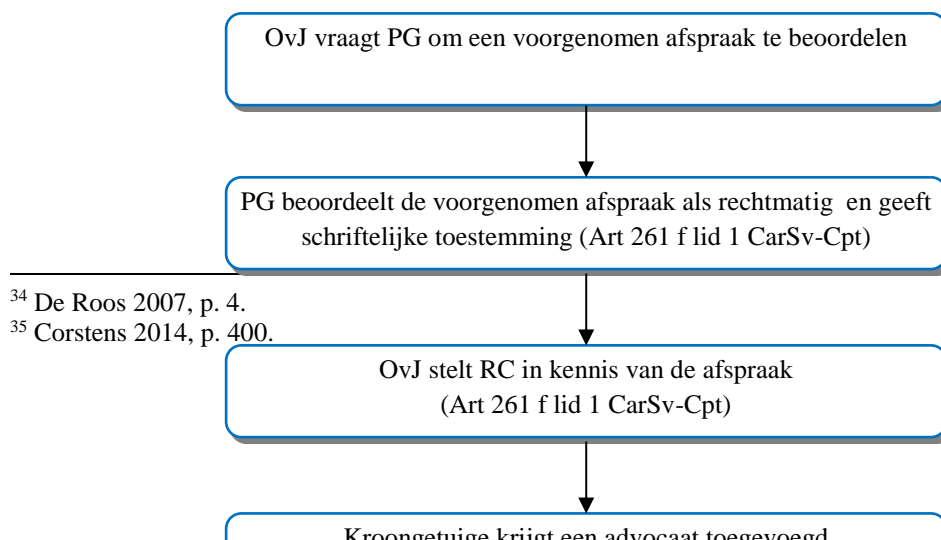 OvJ vraagt PG om een voorgenomen afspraak te beoordelen
PG beoordeelt de voorgenomen afspraak als rechtmatig en geeft
schriftelijke toestemming (Art 261 f lid 1 CarSv-Cpt)
34 De Roos 2007, p. 4.
35 Corstens 2014, p. 400.
OvJ stelt RC in kennis van de afspraak
(Art 261 f lid 1 CarSv-Cpt)
Kroongetuige krijgt een advocaat toegevoegd